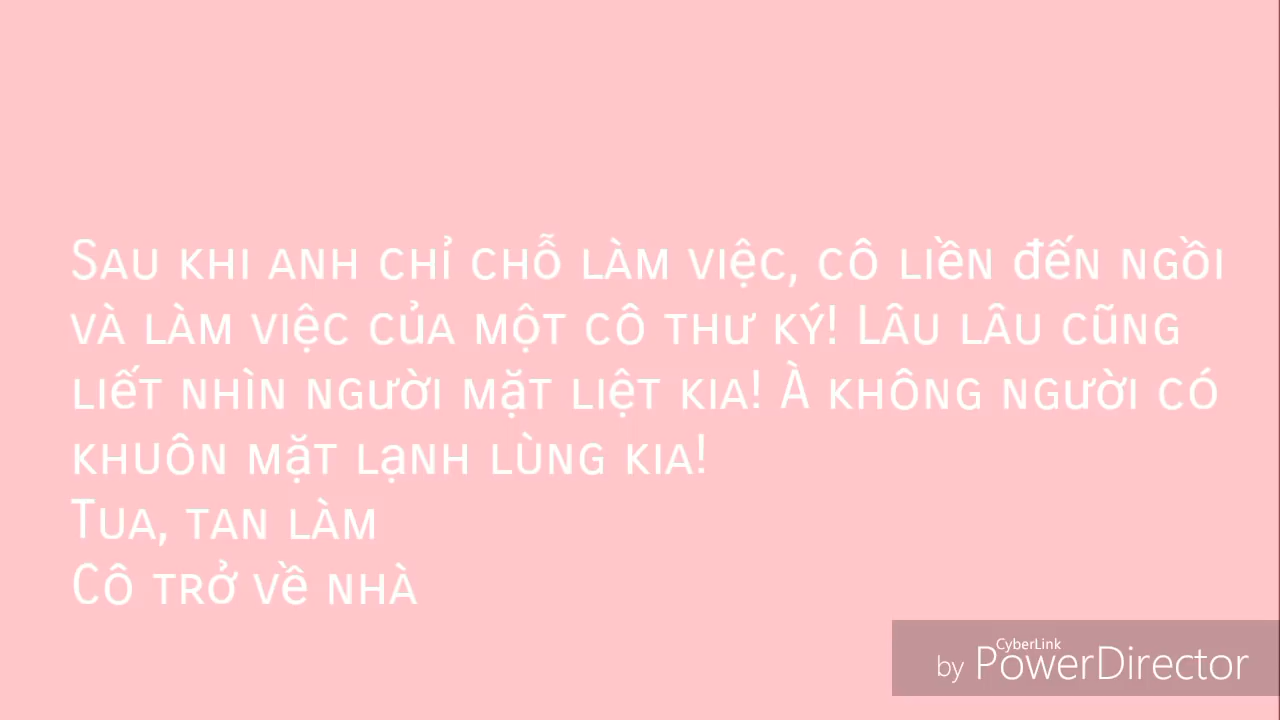 Sau khi anh chỉ chỗ làm việc, cô liền đến ngồi
và làm việc của một cô thư ký! Lâu lâu cũng
liết nhìn người mặt liệt kia! À không người có
khuôn mặt lạnh lùng kia!
Tua, tan làm
Cô trở về nhà
by CyberLink PowerDirector